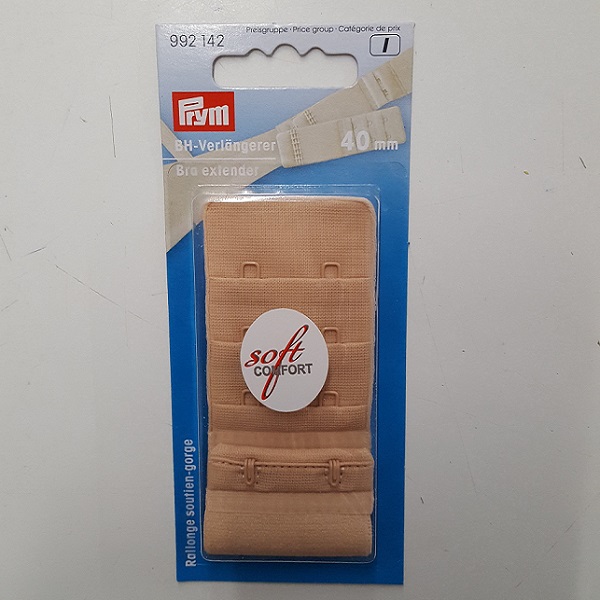 992 142
Preisgruppe · Price group · Catégorie de prix
I
Prym
BH-Verlängerer
40 mm
Bra extender
soft
COMFORT
Rallonge soutien-gorge